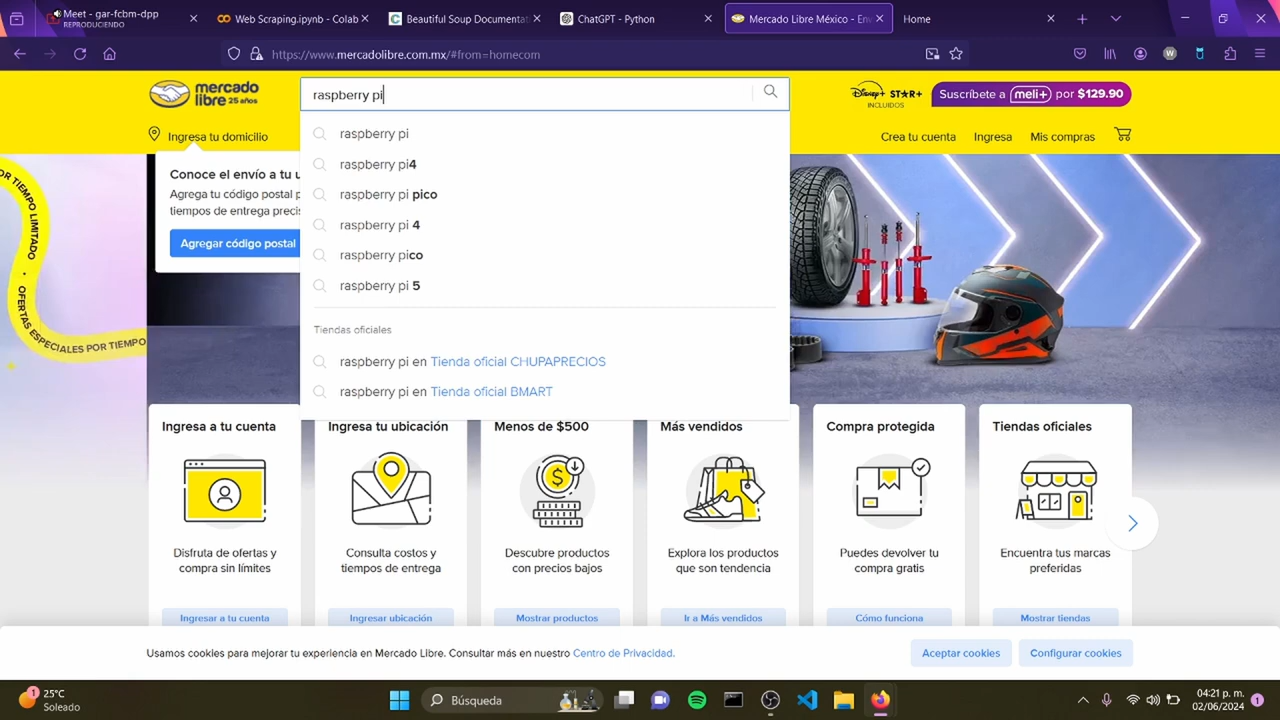 Meet - gar-fcbm-dpp
REPRODUCIENDO
Web Scraping.ipynb - Colab
Beautiful Soup Documentati
ChatGPT - Python
Mercado Libre México - En
Home
https://www.mercadolibre.com.mx/#from=homecom
mercado
libre 25 años
raspberry pi
Disney+ STAR+
INCLUIDOS
Suscríbete a meli+ por $129.90
Ingresa tu domicilio
Crea tu cuenta
Ingresa
Mis compras
raspberry pi
raspberry pi4
raspberry pi pico
raspberry pi 4
raspberry pico
raspberry pi 5
Tiendas oficiales
raspberry pi en Tienda oficial CHUPAPRECIOS
raspberry pi en Tienda oficial BMART
Conoce el envío a tu u
Agrega tu código postal p
tiempos de entrega preci
Agregar código postal
OR TIEMPO LIMITADO
OFERTAS ESPECIALES POR TIEMPO
Ingresa a tu cuenta
Disfruta de ofertas y
compra sin límites
Ingresar a tu cuenta
Ingresa tu ubicación
Consulta costos y
tiempos de entrega
Ingresar ubicación
Menos de $500
Descubre productos
con precios bajos
Mostrar productos
Más vendidos
Explora los productos
que son tendencia
Ir a Más vendidos
Compra protegida
Puedes devolver tu
compra gratis
Cómo funciona
Tiendas oficiales
Encuentra tus marcas
preferidas
Mostrar tiendas
Usamos cookies para mejorar tu experiencia en Mercado Libre. Consultar más en nuestro Centro de Privacidad.
Aceptar cookies
Configurar cookies
1
25°C
Soleado
Búsqueda
04:21 p. m.
02/06/2024
1